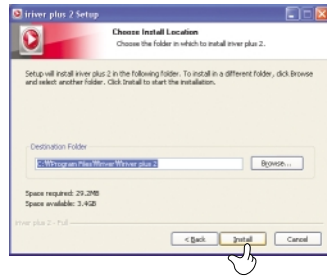 iriver plus 2 Setup
Choose Install Location
Choose the folder in which to install iriver plus 2.
Setup will install iriver plus 2 in the following folder. To install in a different folder, click Browse
and select another folder. Click Install to start the installation.
Destination Folder
C:₩Program Files₩iriver₩iriver plus 2
Browse...
Space required: 29.2MB
Space available: 3.4GB
iriver plus 2 - Full
< Back
Install
Cancel